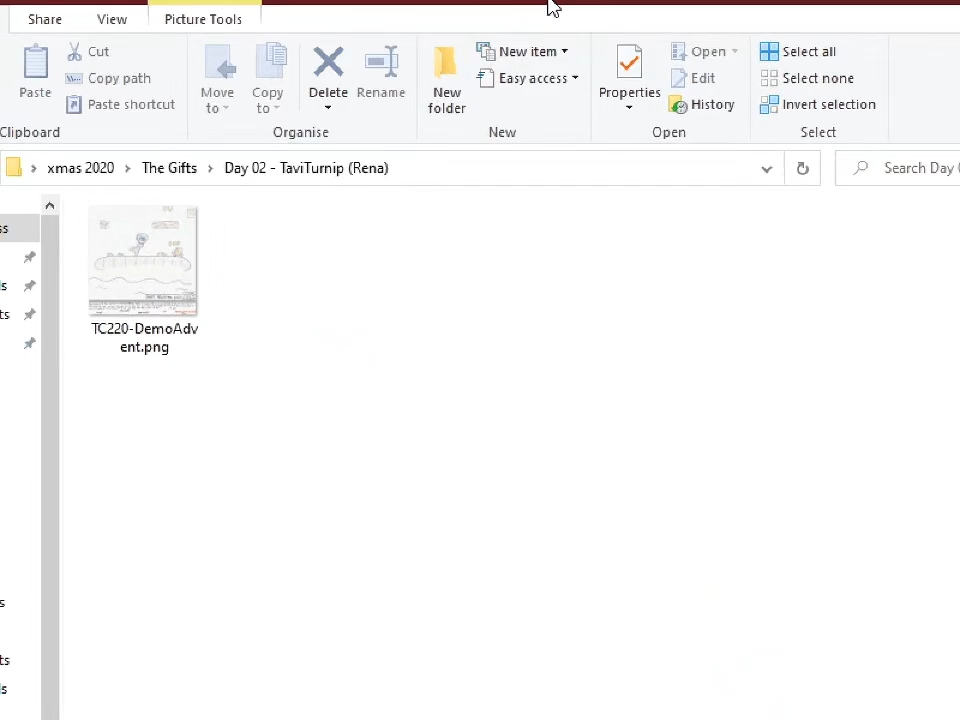 Share View Picture Tools
Cut
Copy path
Paste shortcut
Paste
Move
to
Copy
to
Delete
Rename
New
folder
New item
Easy access
Properties
Open
Edit
History
Select all
Select none
Invert selection
Clipboard Organise New Open Select
xmas 2020 › The Gifts › Day 02 - TaviTurnip (Rena)
Search Day
TC220-DemoAdv
ent.png